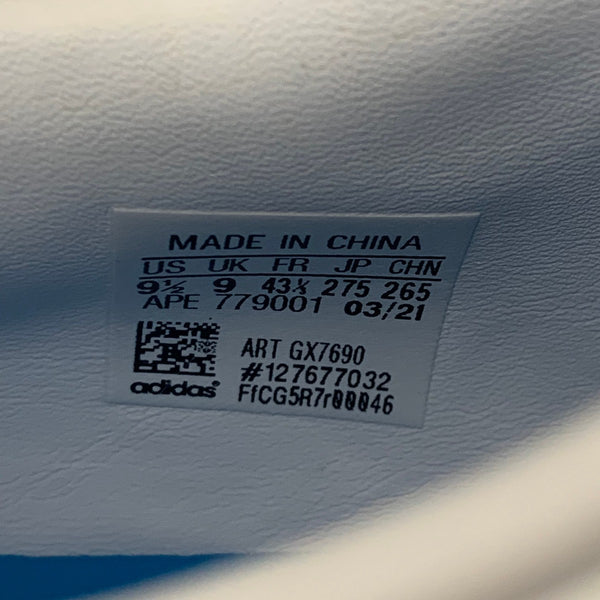 MADE IN CHINA
US UK FR JP CHN
9½ 9 43⅓ 275 265
APE 779001 03/21
ART GX7690
#127677032
adidas FfCG5R7r00046